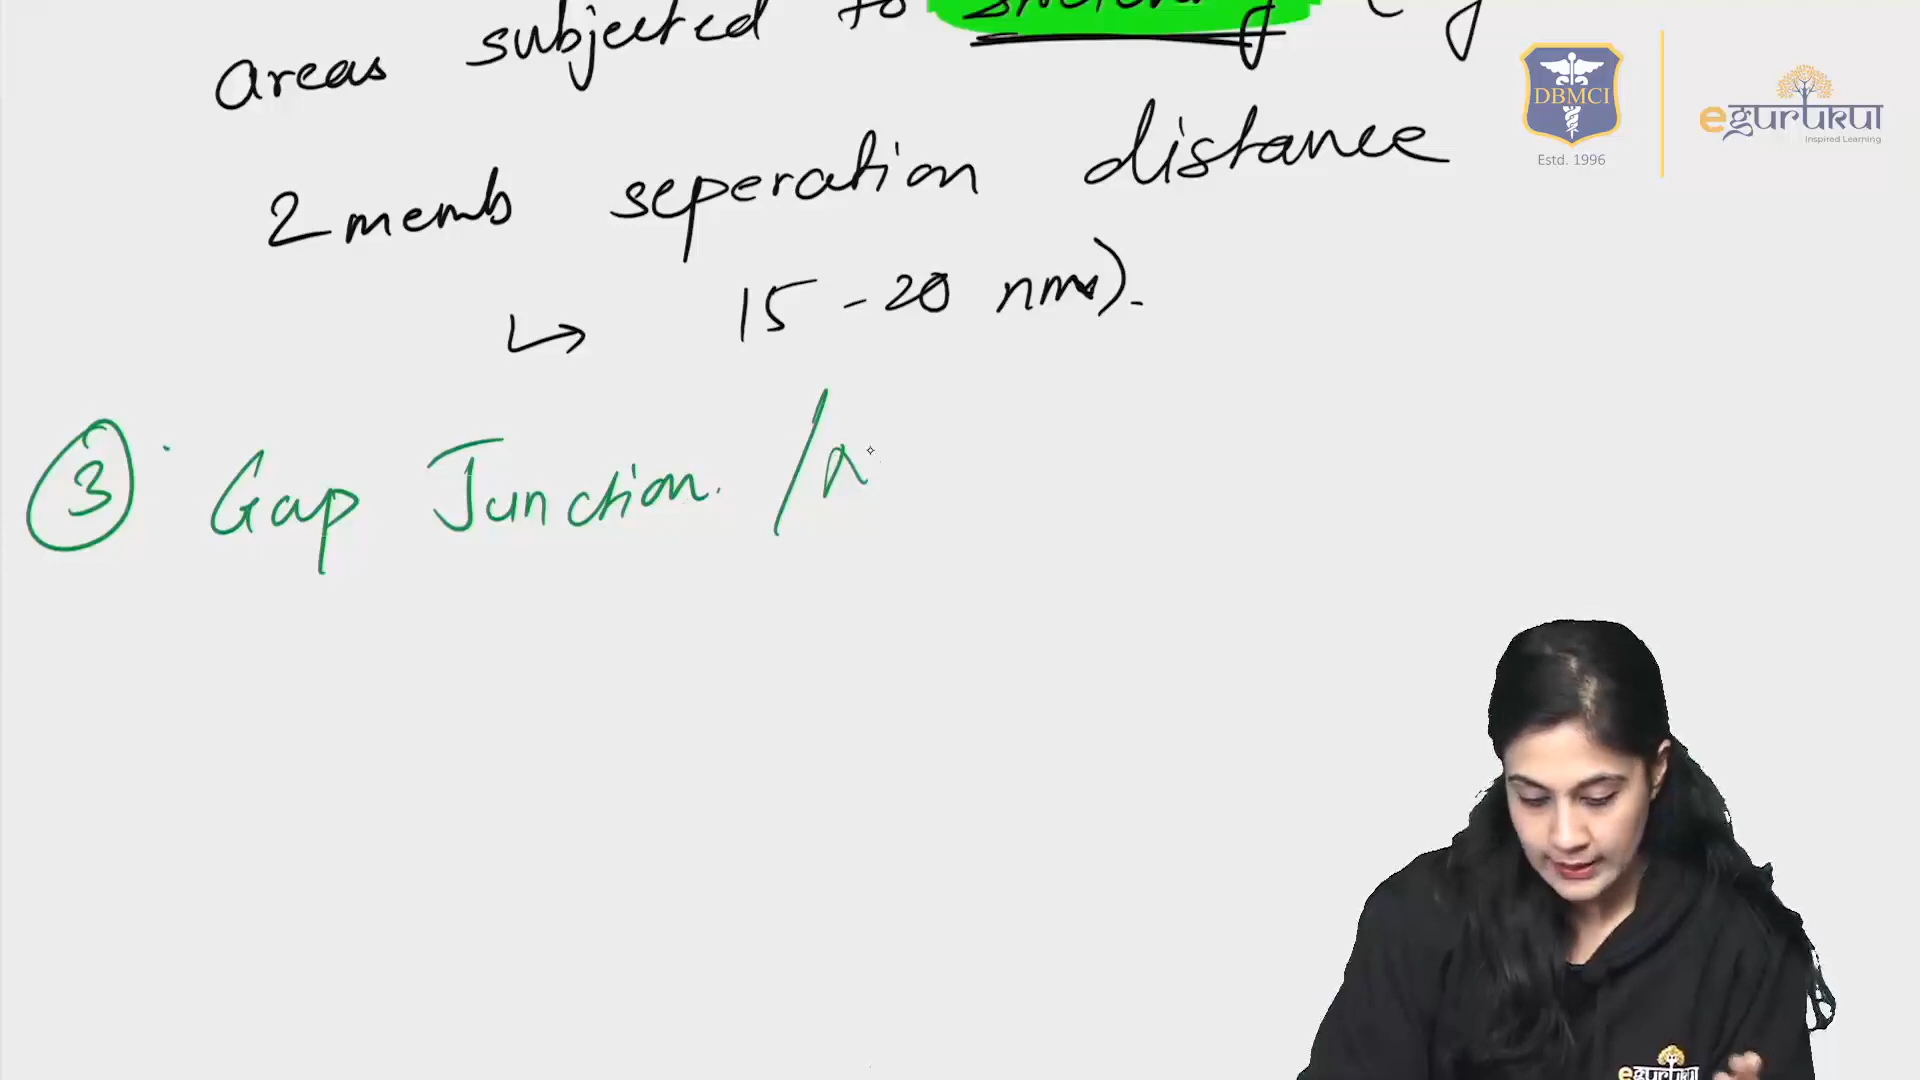 areas subjected to
2 memb seperation distance
↳ 15 - 20 nm).
3 Gap Junction. /n
DBMCI
Estd. 1996
egurukul
Inspired Learning
egurukul